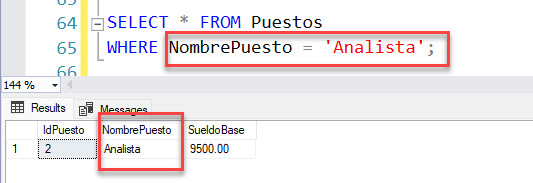 64 SELECT * FROM Puestos
65 WHERE NombrePuesto = 'Analista';
66
144 %
Results Messages
IdPuesto NombrePuesto SueldoBase
1 2 Analista 9500.00